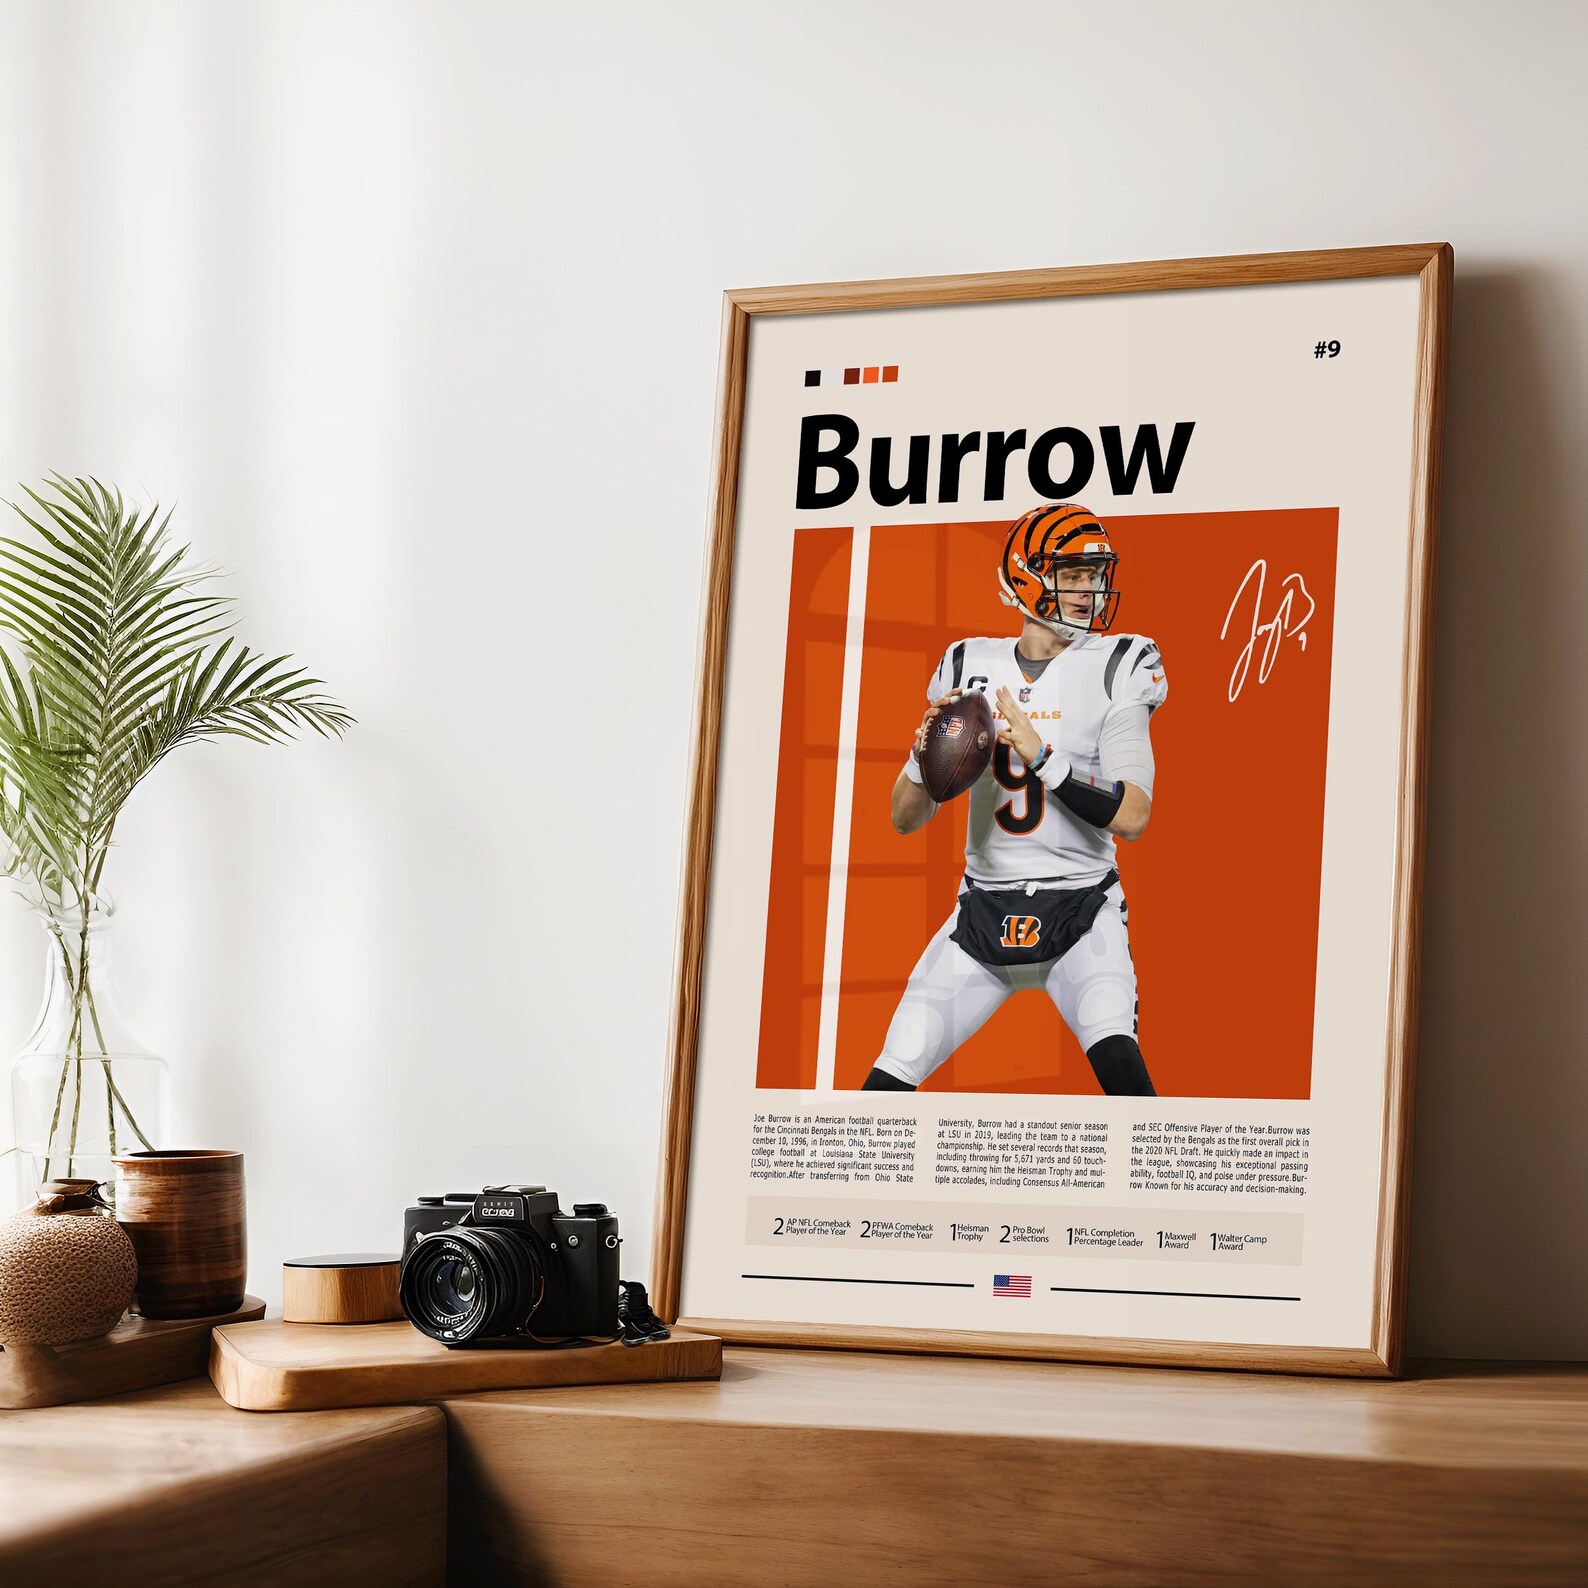 #9
Burrow
Joy B
9
BENGALS
9
Joe Burrow is an American football quarterback
for the Cincinnati Bengals in the NFL. Born on De-
cember 10, 1996, in Ironton, Ohio, Burrow played
college football at Louisiana State University
(LSU), where he achieved significant success and
recognition.After transferring from Ohio State
University, Burrow had a standout senior season
at LSU in 2019, leading the team to a national
championship. He set several records that season,
including throwing for 5,671 yards and 60 touch-
downs, earning him the Heisman Trophy and mul-
tiple accolades, including Consensus All-American
and SEC Offensive Player of the Year.Burrow was
selected by the Bengals as the first overall pick in
the 2020 NFL Draft. He quickly made an impact in
the league, showcasing his exceptional passing
ability, football IQ, and poise under pressure.Bur-
row Known for his accuracy and decision-making.
2 AP NFL Comeback
Player of the Year
2 PFWA Comeback
Player of the Year
1 Heisman
Trophy
2 Pro Bowl
selections
1 NFL Completion
Percentage Leader
1 Maxwell
Award
1 Walter Camp
Award